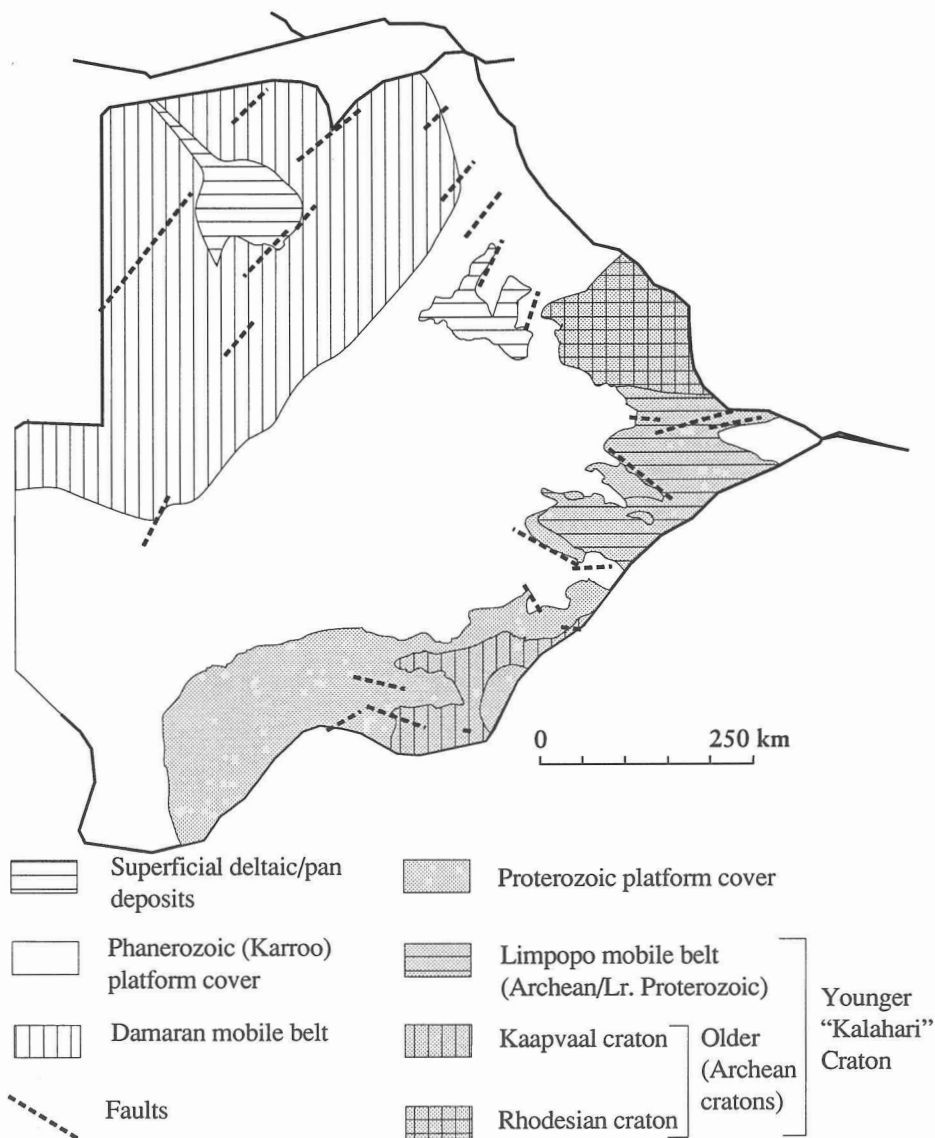 0 250 km
Superficial deltaic/pan
deposits
Phanerozoic (Karroo)
platform cover
Damaran mobile belt
Faults
Proterozoic platform cover
Limpopo mobile belt
(Archean/Lr. Proterozoic)
Kaapvaal craton
Rhodesian craton
Older
(Archean
cratons)
Younger
"Kalahari"
Craton